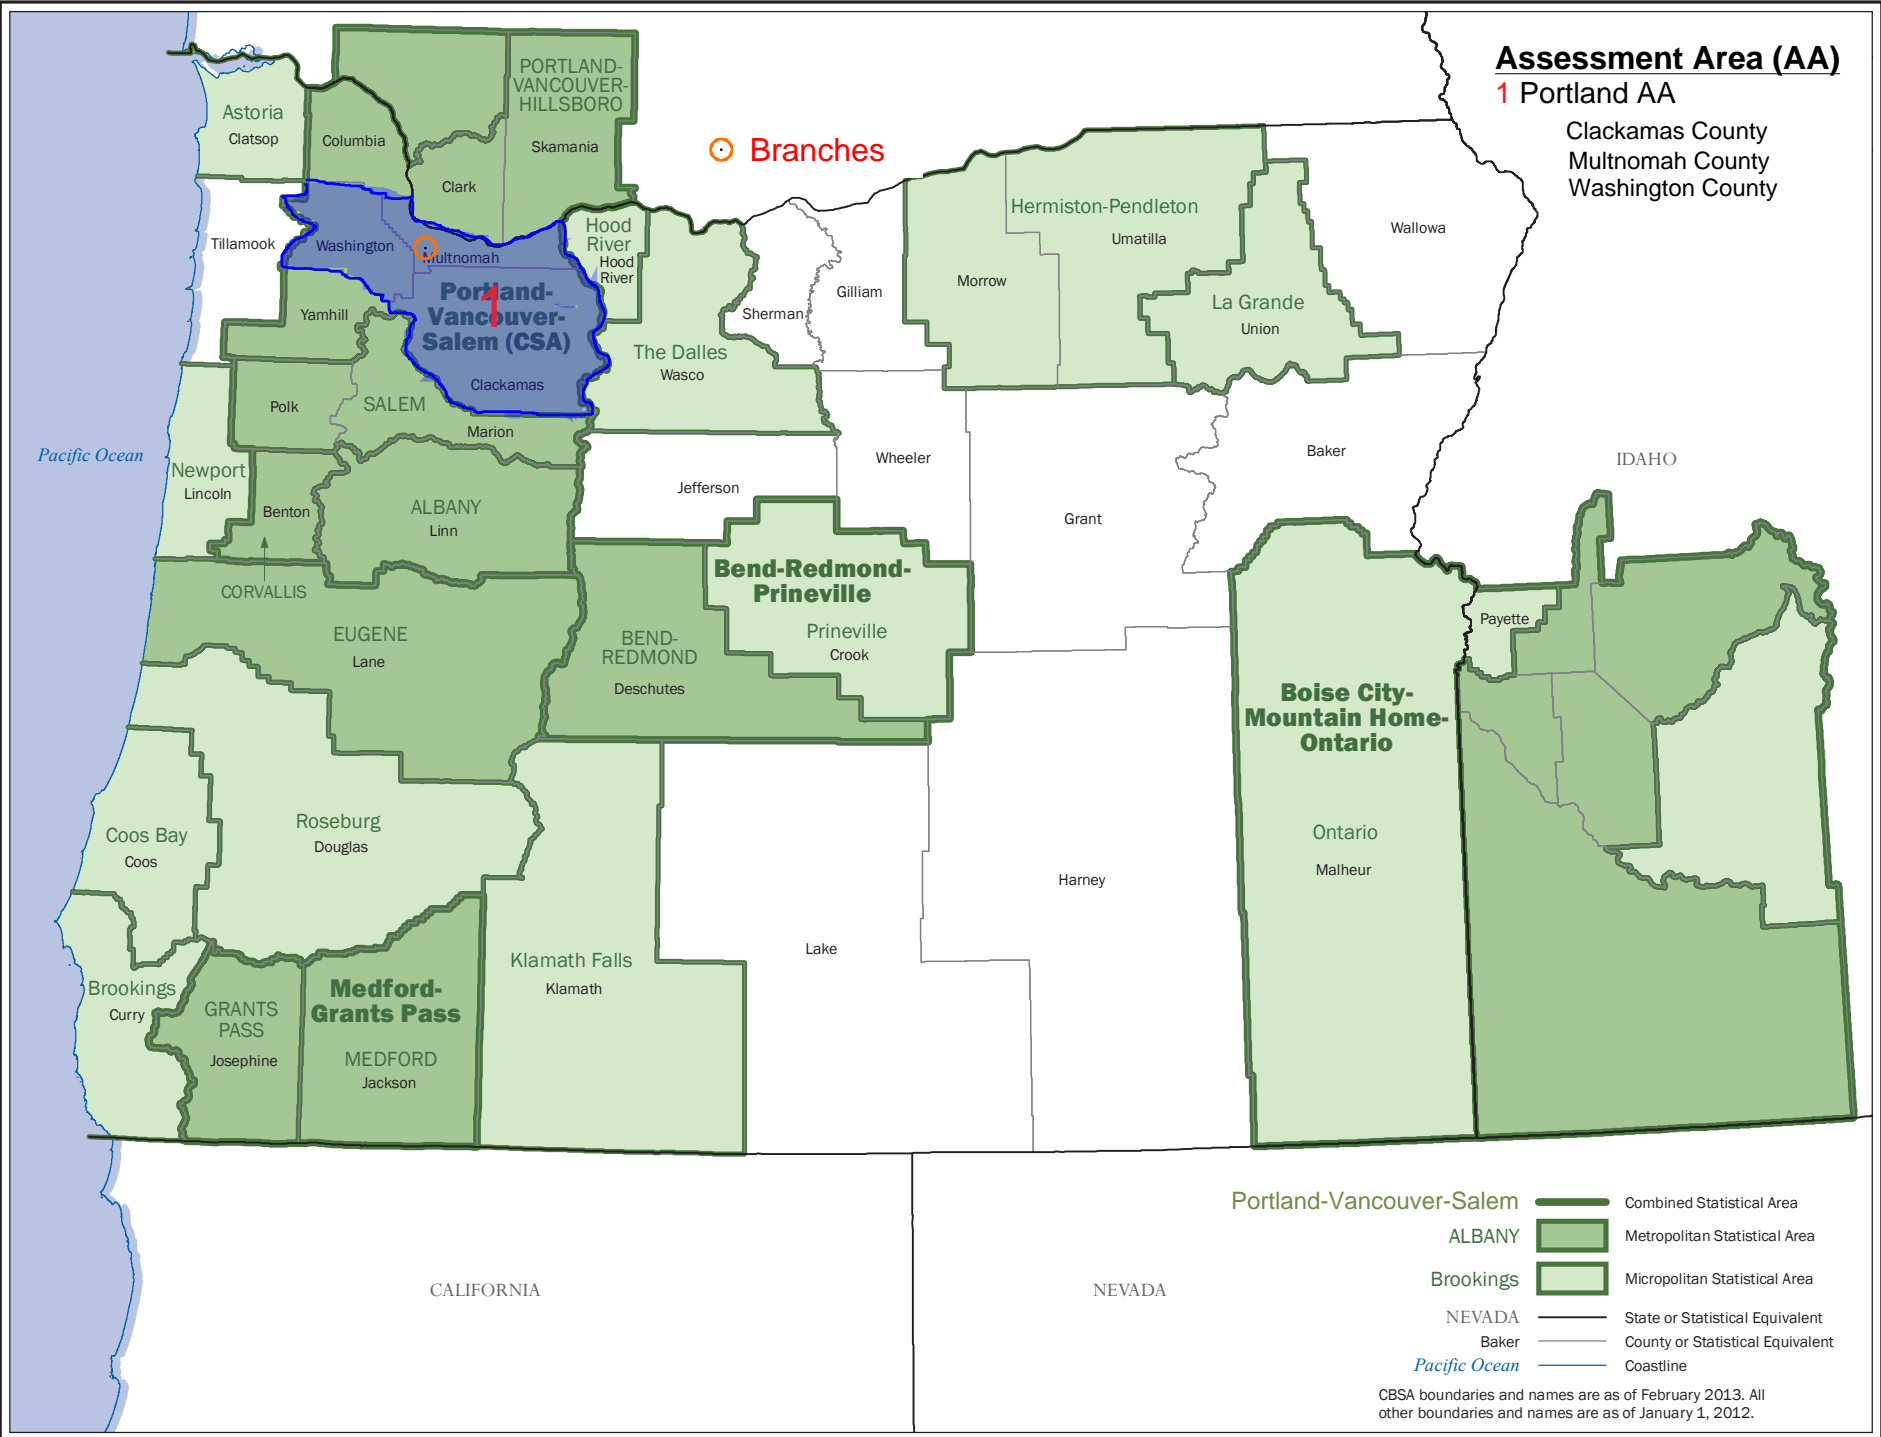 Assessment Area (AA)
1 Portland AA
Clackamas County
Multnomah County
Washington County
Branches
PORTLAND-
VANCOUVER-
HILLSBORO
Skamania
Astoria
Clatsop
Columbia
Clark
Tillamook
Washington
Multnomah
Hood
River
Hood
River
1
Portland-
Vancouver-
Salem (CSA)
Clackamas
Yamhill
Polk
SALEM
Marion
The Dalles
Wasco
Sherman
Gilliam
Morrow
Hermiston-Pendleton
Umatilla
La Grande
Union
Wallowa
Pacific Ocean
Newport
Lincoln
Benton
CORVALLIS
ALBANY
Linn
Jefferson
Wheeler
Grant
Baker
IDAHO
EUGENE
Lane
BEND-
REDMOND
Deschutes
Bend-Redmond-
Prineville
Prineville
Crook
Payette
Boise City-
Mountain Home-
Ontario
Ontario
Malheur
Coos Bay
Coos
Roseburg
Douglas
Brookings
Curry
GRANTS
PASS
Josephine
Medford-
Grants Pass
MEDFORD
Jackson
Klamath Falls
Klamath
Lake
Harney
CALIFORNIA
NEVADA
Portland-Vancouver-Salem Combined Statistical Area
ALBANY Metropolitan Statistical Area
Brookings Micropolitan Statistical Area
NEVADA State or Statistical Equivalent
Baker County or Statistical Equivalent
Pacific Ocean Coastline
CBSA boundaries and names are as of February 2013. All
other boundaries and names are as of January 1, 2012.